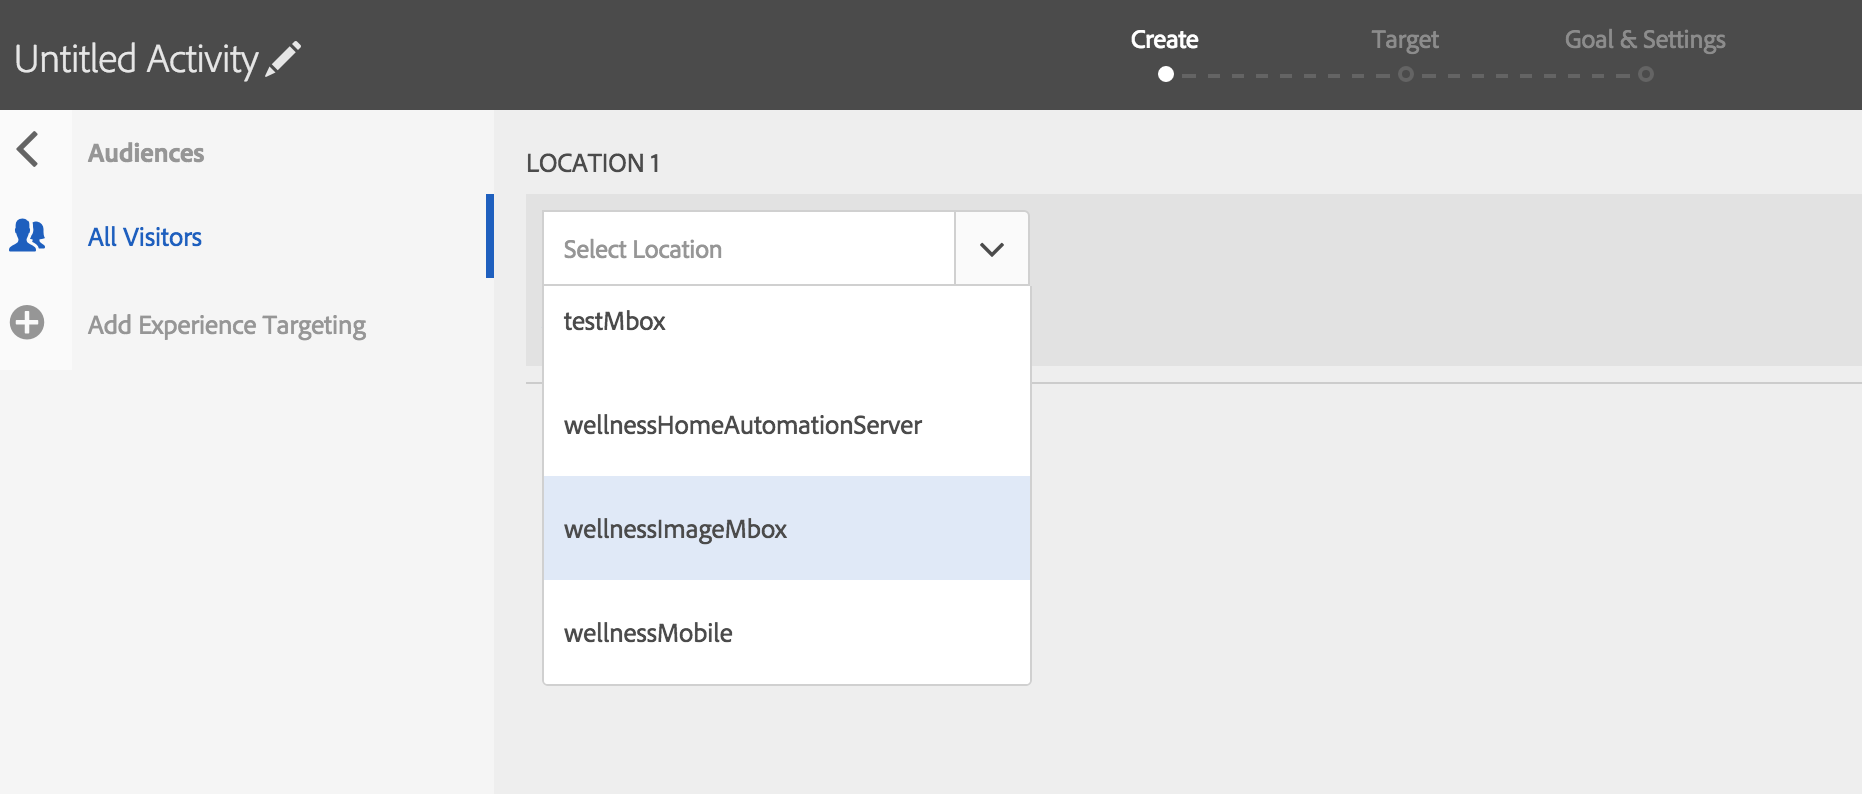 Untitled Activity
Create
Target
Goal & Settings
Audiences
All Visitors
Add Experience Targeting
LOCATION 1
Select Location
testMbox
wellnessHomeAutomationServer
wellnessImageMbox
wellnessMobile